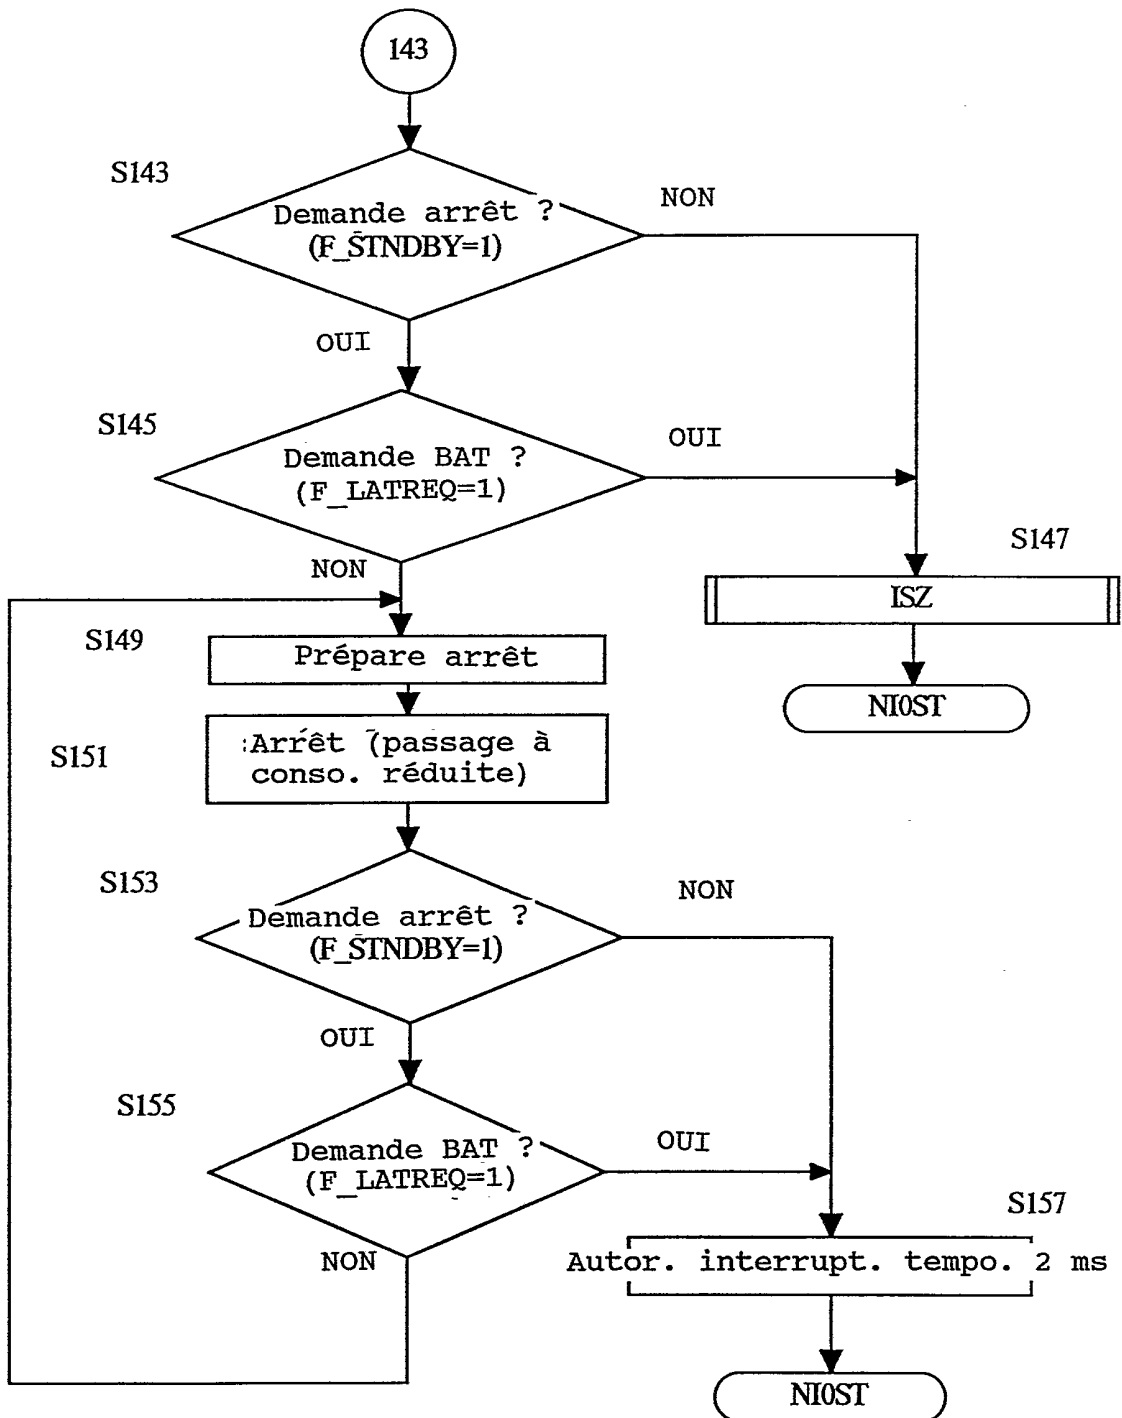 143
S143
Demande arrêt ?
(F_STNDBY=1)
NON
OUI
S145
Demande BAT ?
(F_LATREQ=1)
OUI
NON
S147
ISZ
NI0ST
S149
Prépare arrêt
S151
Arrêt (passage à
conso. réduite)
S153
Demande arrêt ?
(F_STNDBY=1)
NON
OUI
S155
Demande BAT ?
(F_LATREQ=1)
OUI
NON
S157
Autor. interrupt. tempo. 2 ms
NI0ST